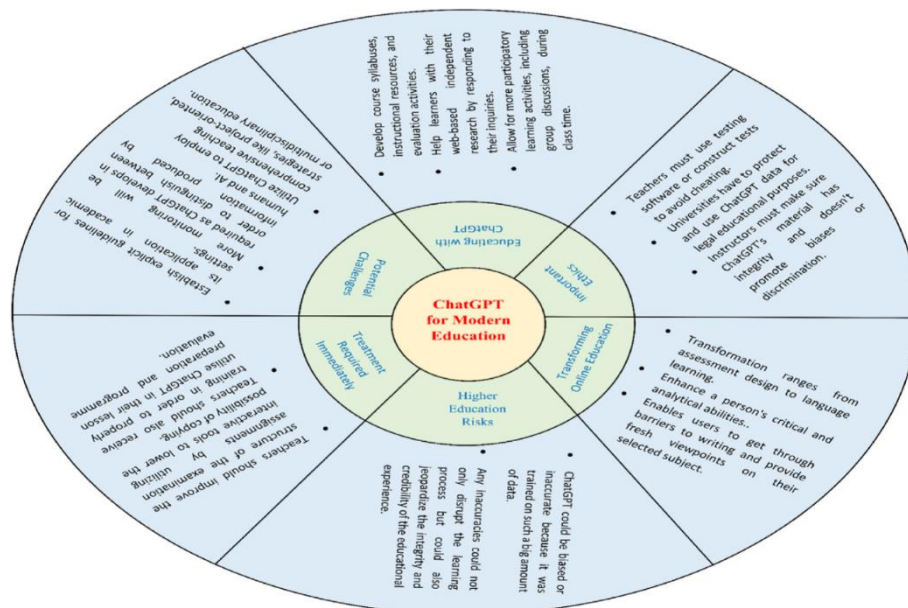 ChatGPT
for Modern
Education
Educating with
ChatGPT
• Develop course syllabuses,
instructional resources, and
evaluation activities.
• Help learners with their
web-based independent
research by responding to
their inquiries.
• Allow for more participatory
learning activities, including
group discussions, during
class time.
Important
Ethics
• Teachers must use testing
software or construct tests
to avoid cheating.
• Universities have to protect
and use ChatGPT data for
legal educational purposes.
• Instructors must make sure
ChatGPT's material has
integrity and doesn't
promote biases or
discrimination.
Transforming
Online Education
• Transformation ranges from
assessment design to language
learning.
• Enhance a person's critical and
analytical abilities..
• Enables users to get through
barriers to writing and provide
fresh viewpoints on their
selected subject.
Higher
Education
Risks
• ChatGPT could be biased or
inaccurate because it was
trained on such a big amount
of data.
• Any inaccuracies could not
only disrupt the learning
process but could also
jeopardize the integrity and
credibility of the educational
experience.
Treatment
Required
Immediately
• Teachers should improve the
structure of the examination
assignments by utilizing
interactive tools to lower the
possibility of copying.
• Teachers should also receive
training in order to properly
utilise ChatGPT in their lesson
preparation and programme
evaluation.
Potential
Challenges
• Establish explicit guidelines for
its application in academic
settings.
• More monitoring will be
required as ChatGPT develops in
order to distinguish between
information produced by
humans and AI.
• Utilize ChatGPT to employ
comprehensive teaching
strategies, like project-oriented,
or multidisciplinary education.